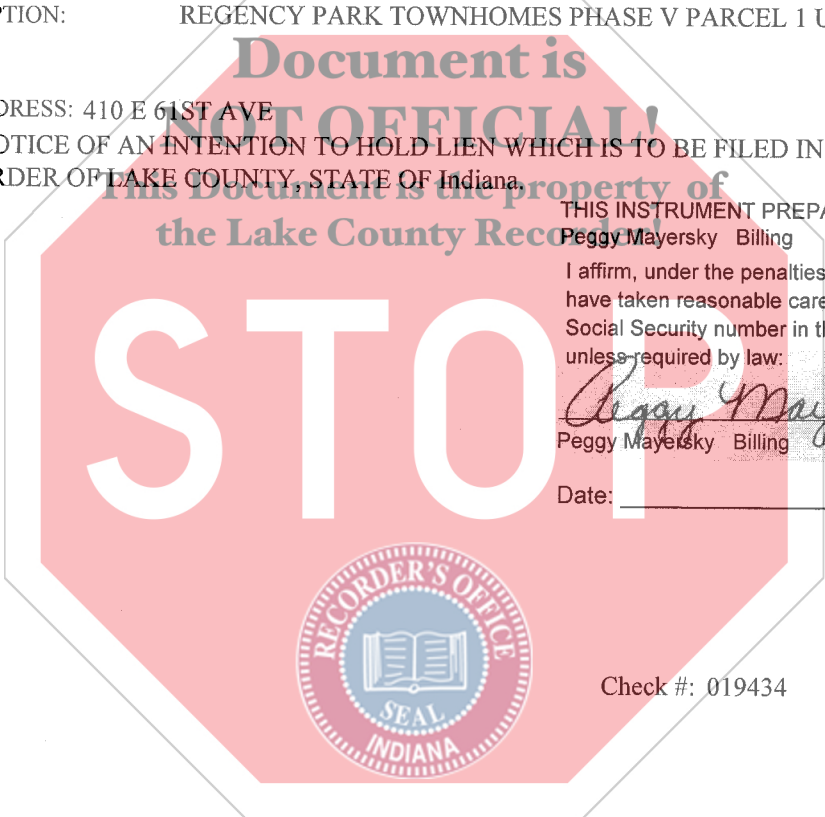 PTION: REGENCY PARK TOWNHOMES PHASE V PARCEL 1 U
Document is
DRESS: 410 E 61ST AVE
NOT OFFICIAL!
OTICE OF AN INTENTION TO HOLD LIEN WHICH IS TO BE FILED IN
RDER OF LAKE COUNTY, STATE OF Indiana.
This Document is the property of
the Lake County Recorder!
THIS INSTRUMENT PREPA
Peggy Mayersky Billing
I affirm, under the penalties
have taken reasonable care
Social Security number in th
unless required by law:
STOP
Peggy May
Peggy Mayersky Billing
Date:
RECORDER'S OFFICE
SEAL
INDIANA
Check #: 019434